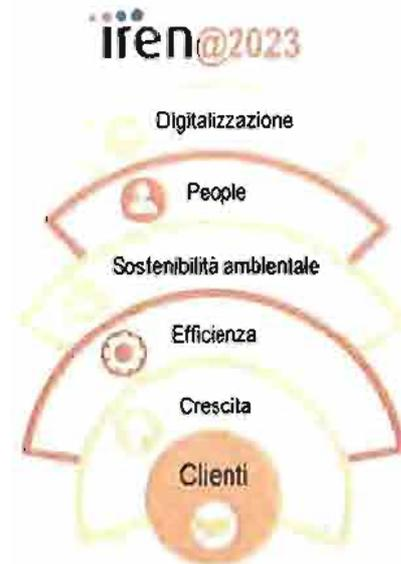 iren@2023
Digitalizzazione
People
Sostenibilità ambientale
Efficienza
Crescita
Clienti